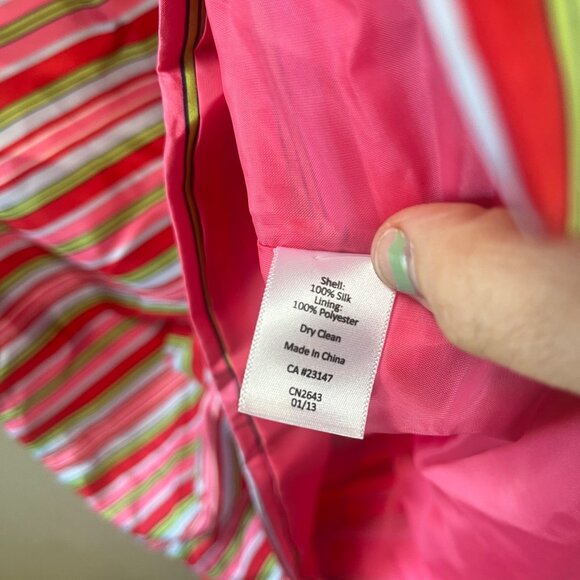 Shell:
100% Silk
Lining:
100% Polyester
Dry Clean
Made In China
CA #23147
CN2643
01/13